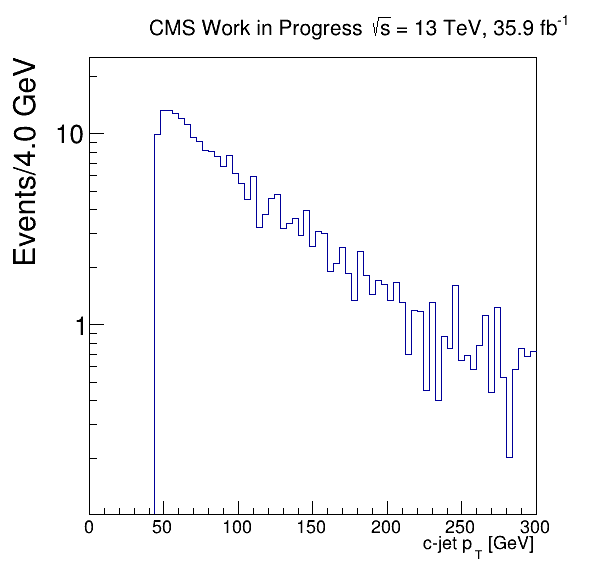 CMS Work in Progress √s = 13 TeV, 35.9 fb⁻¹
Events/4.0 GeV
10
1
0 50 100 150 200 250 300
c-jet p_T [GeV]